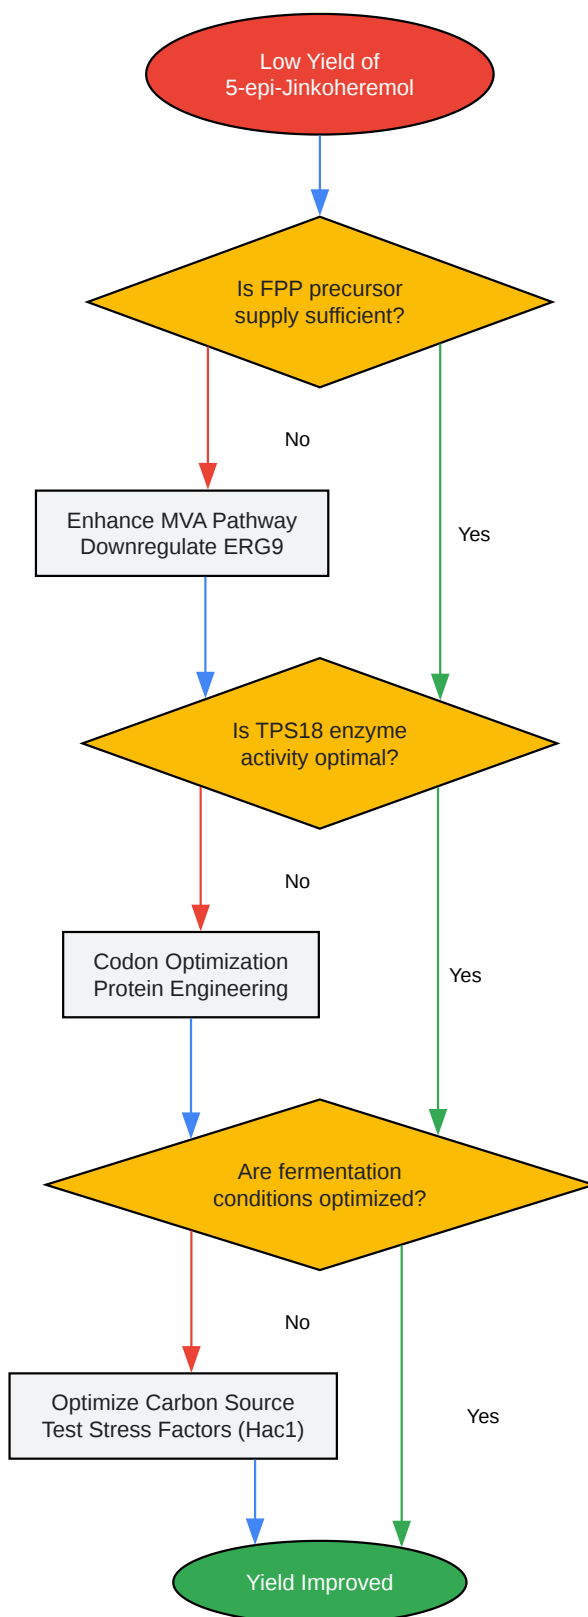 Low Yield of
5-epi-Jinkoheremol
Is FPP precursor
supply sufficient?
No
Enhance MVA Pathway
Downregulate ERG9
Yes
Is TPS18 enzyme
activity optimal?
No
Codon Optimization
Protein Engineering
Yes
Are fermentation
conditions optimized?
No
Optimize Carbon Source
Test Stress Factors (Hac1)
Yes
Yield Improved